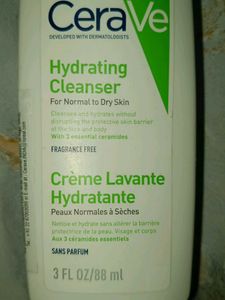 CeraVe
DEVELOPED WITH DERMATOLOGISTS
Hydrating
Cleanser
For Normal to Dry Skin
Cleanses and hydrates without
disrupting the protective skin barrier
of the face and body
With 3 essential ceramides
FRAGRANCE FREE
Crème Lavante
Hydratante
Peaux Normales à Sèches
Nettoie et hydrate sans altérer la barrière
protectrice de la peau. Visage et corps
Aux 3 céramides essentiels
SANS PARFUM
3 FL OZ/88 ml